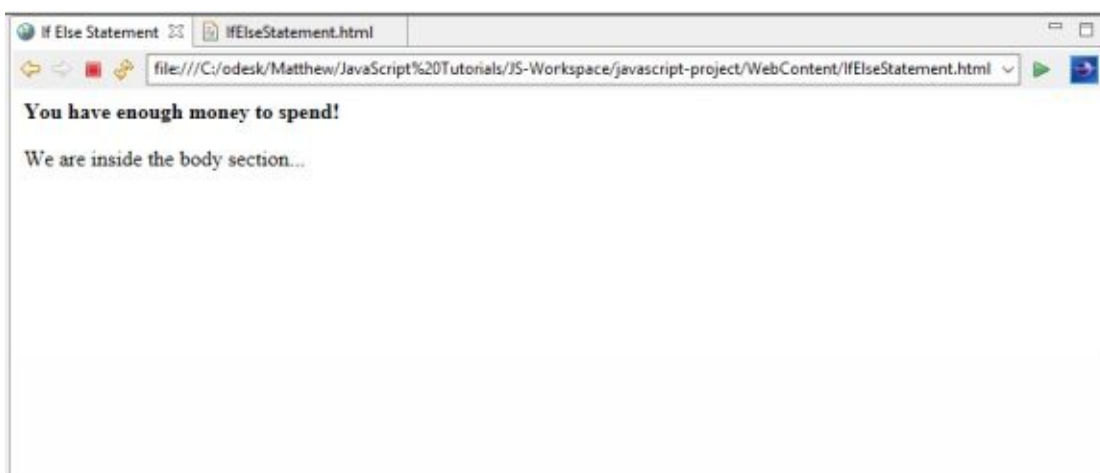 If Else Statement
IfElseStatement.html
file:///C:/odesk/Matthew/JavaScript%20Tutorials/JS-Workspace/javascript-project/WebContent/IfElseStatement.html
You have enough money to spend!
We are inside the body section...